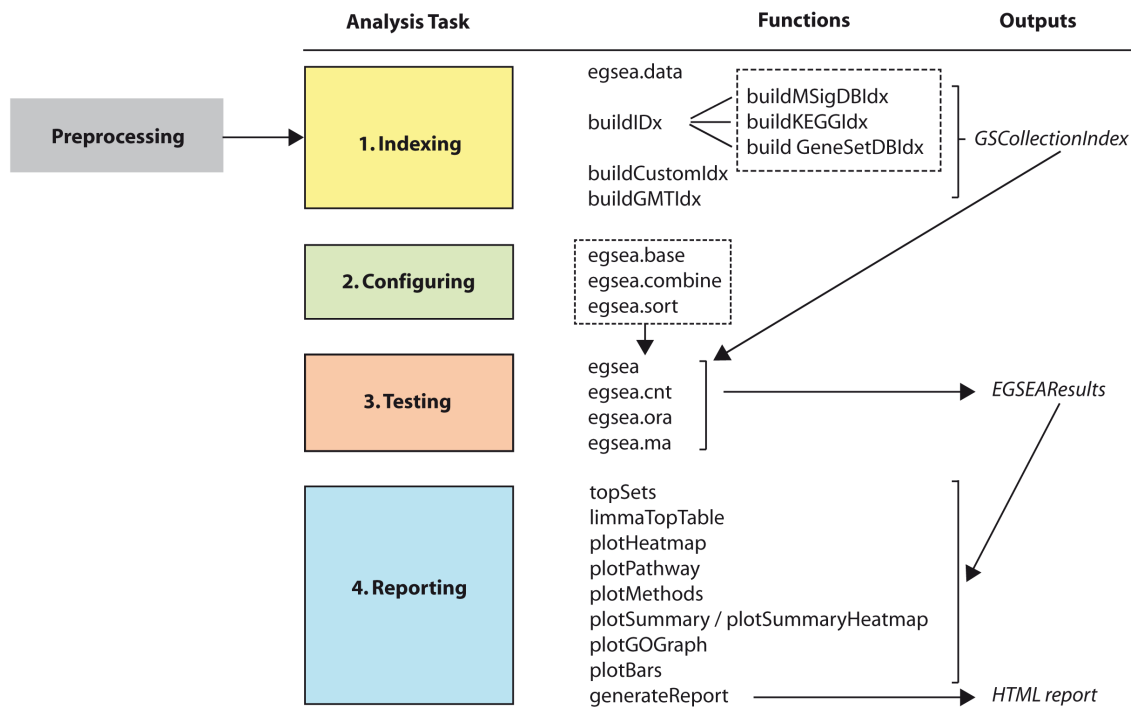 Analysis Task
Functions
Outputs
Preprocessing
1. Indexing
egsea.data
buildIDx
buildMSigDBIdx
buildKEGGIdx
build GeneSetDBIdx
buildCustomIdx
buildGMTIdx
GSCollectionIndex
2. Configuring
egsea.base
egsea.combine
egsea.sort
3. Testing
egsea
egsea.cnt
egsea.ora
egsea.ma
EGSEAResults
4. Reporting
topSets
limmaTopTable
plotHeatmap
plotPathway
plotMethods
plotSummary / plotSummaryHeatmap
plotGOGraph
plotBars
generateReport
HTML report